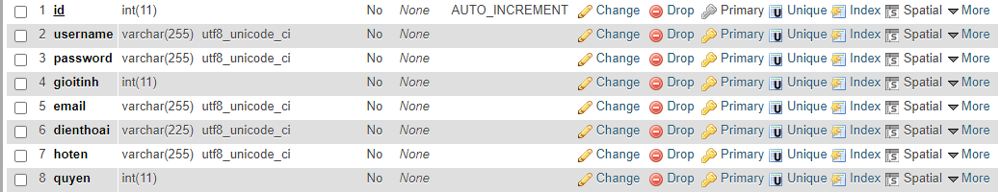 1 id int(11) No None AUTO_INCREMENT Change Drop Primary Unique Index Spatial More
2 username varchar(255) utf8_unicode_ci No None Change Drop Primary Unique Index Spatial More
3 password varchar(255) utf8_unicode_ci No None Change Drop Primary Unique Index Spatial More
4 gioitinh int(11) No None Change Drop Primary Unique Index Spatial More
5 email varchar(255) utf8_unicode_ci No None Change Drop Primary Unique Index Spatial More
6 dienthoai varchar(225) utf8_unicode_ci No None Change Drop Primary Unique Index Spatial More
7 hoten varchar(255) utf8_unicode_ci No None Change Drop Primary Unique Index Spatial More
8 quyen int(11) No None Change Drop Primary Unique Index Spatial More